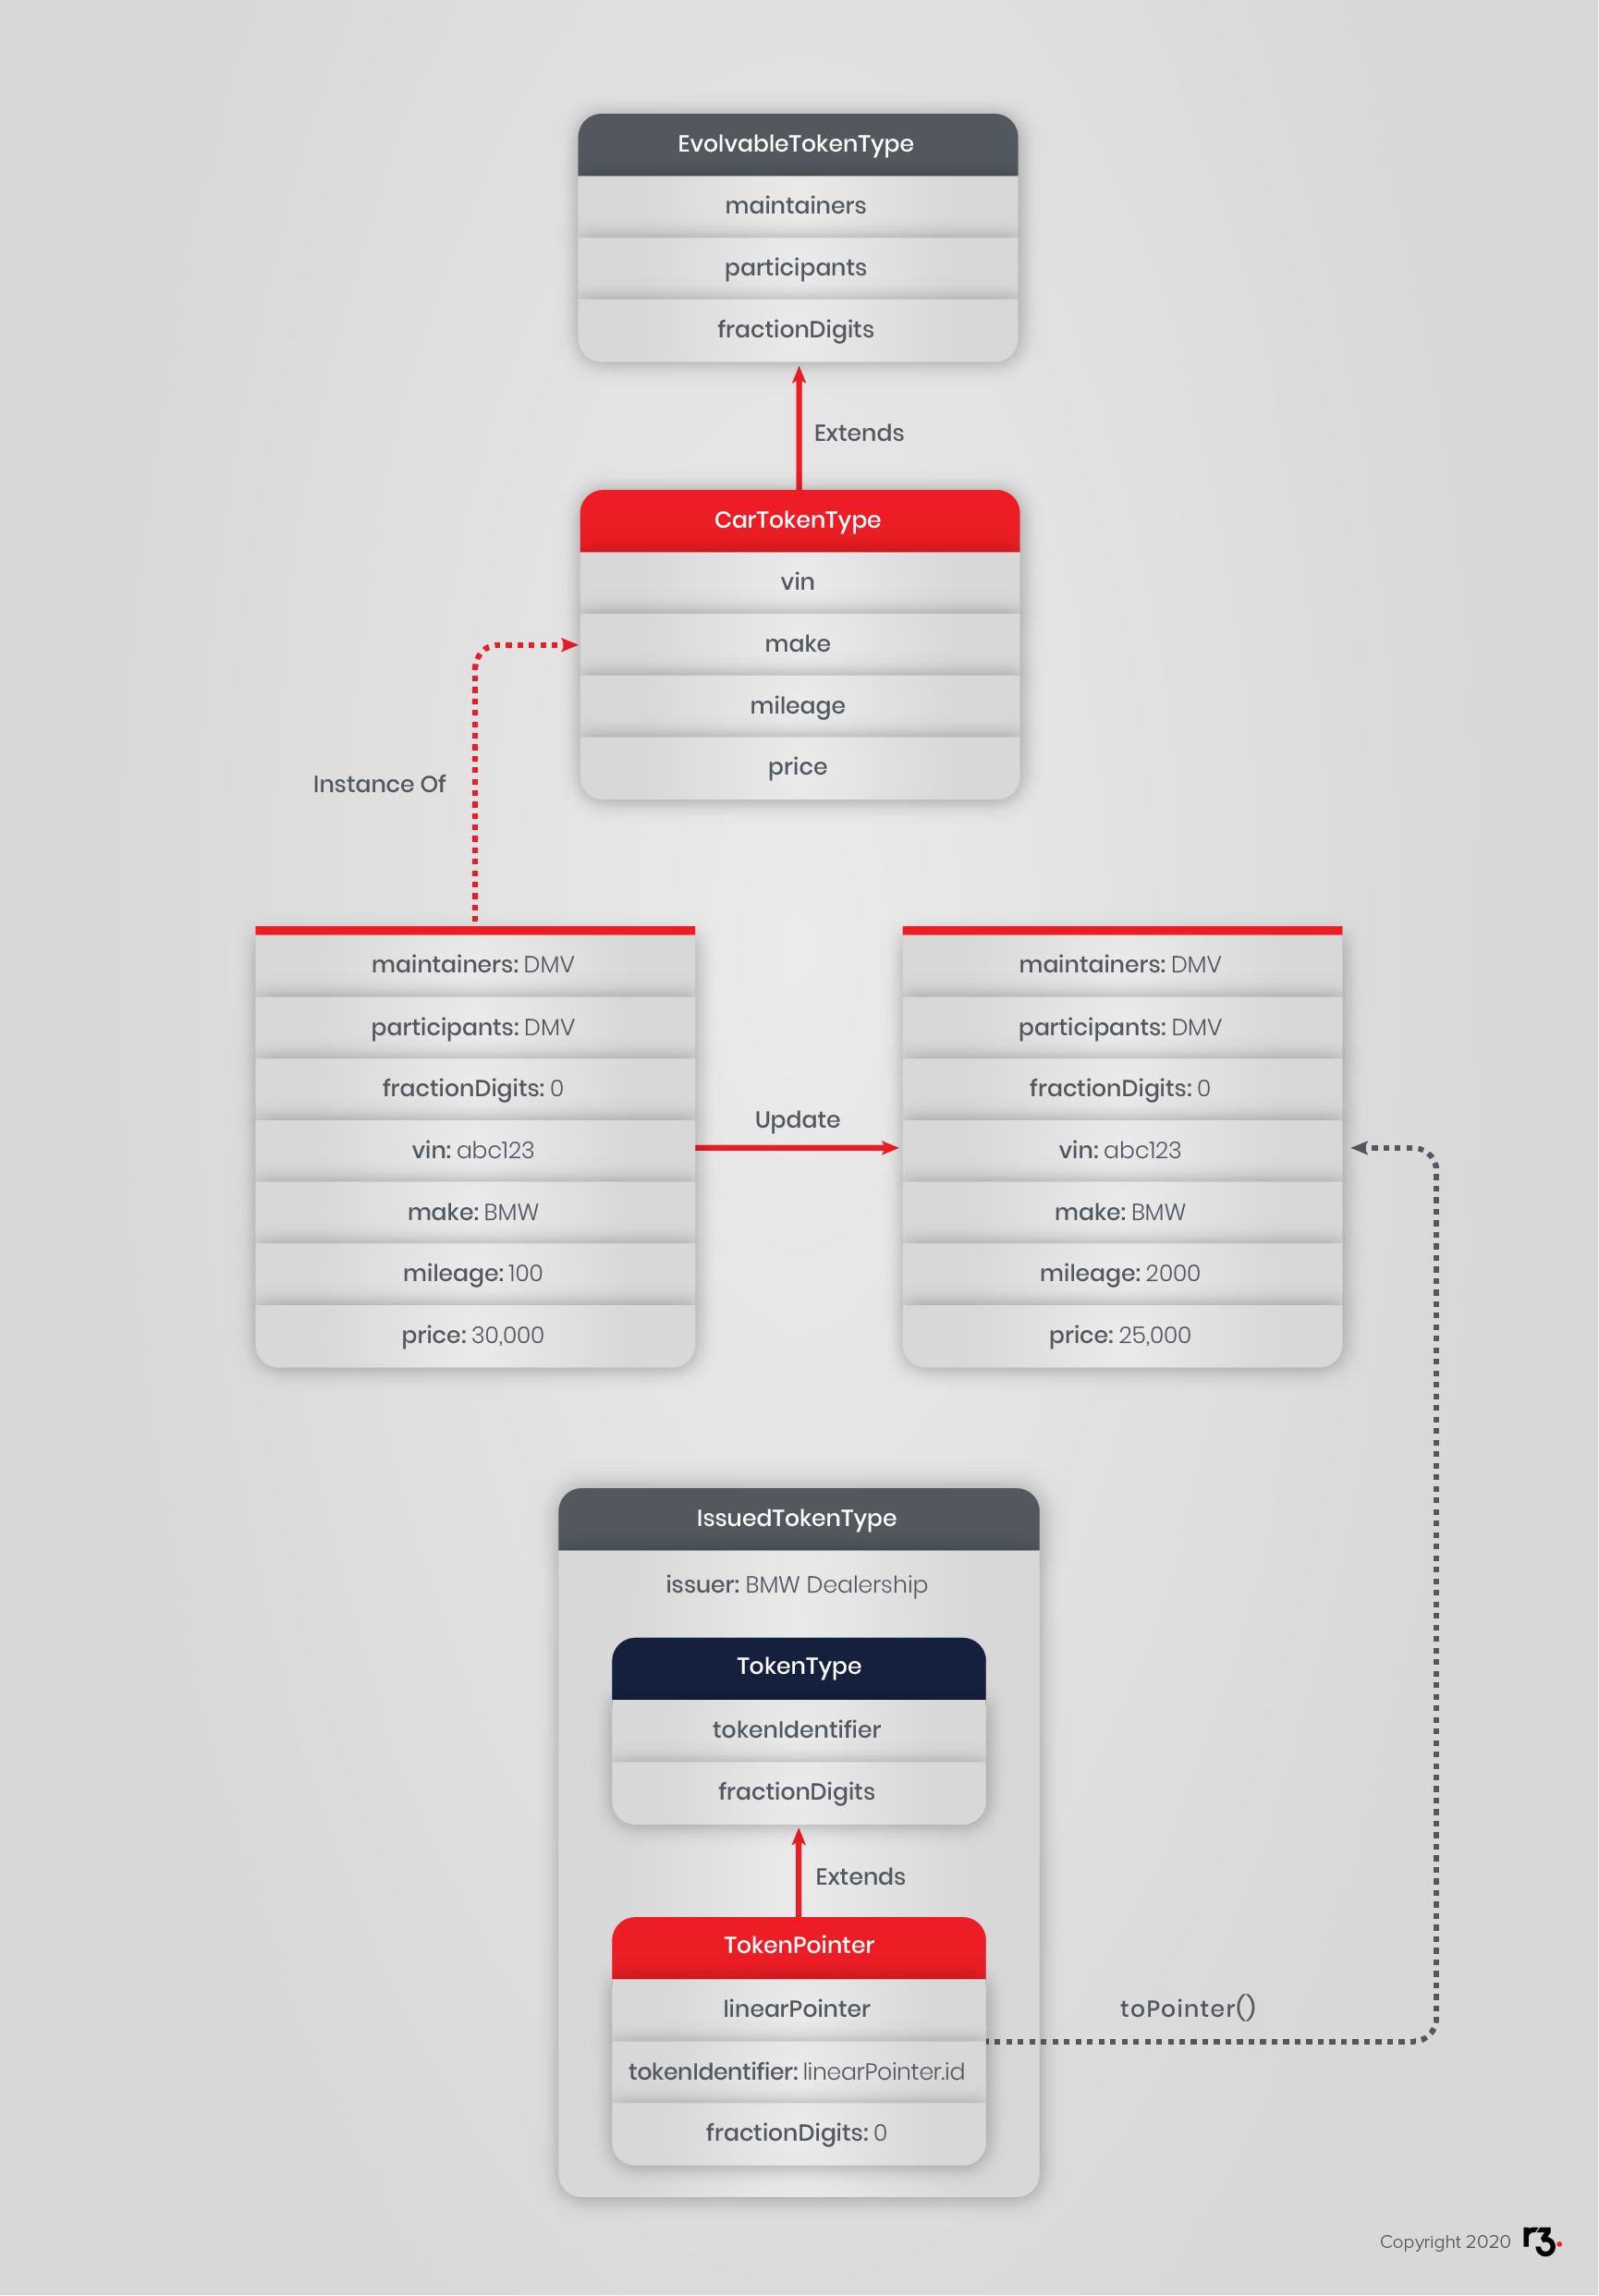 EvolvableTokenType
maintainers
participants
fractionDigits
Extends
CarTokenType
vin
make
mileage
price
Instance Of
maintainers: DMV
participants: DMV
fractionDigits: 0
vin: abc123
make: BMW
mileage: 100
price: 30,000
Update
maintainers: DMV
participants: DMV
fractionDigits: 0
vin: abc123
make: BMW
mileage: 2000
price: 25,000
IssuedTokenType
issuer: BMW Dealership
TokenType
tokenIdentifier
fractionDigits
Extends
TokenPointer
linearPointer
tokenIdentifier: linearPointer.id
fractionDigits: 0
toPointer()
Copyright 2020 r3.